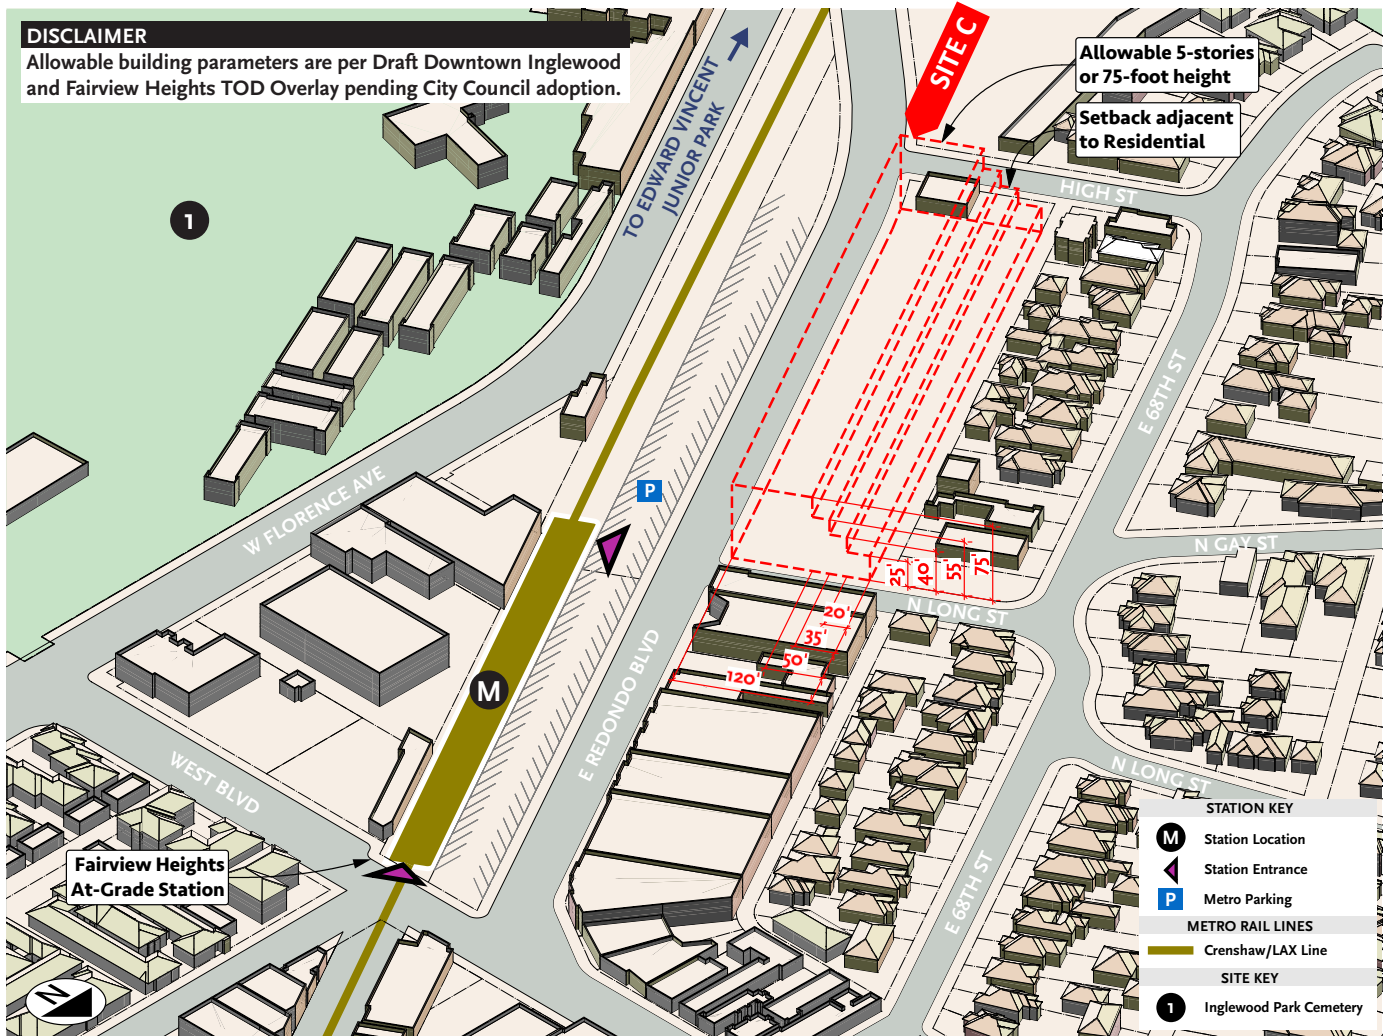 DISCLAIMER
Allowable building parameters are per Draft Downtown Inglewood
and Fairview Heights TOD Overlay pending City Council adoption.
SITE C
Allowable 5-stories
or 75-foot height
Setback adjacent
to Residential
TO EDWARD VINCENT
JUNIOR PARK
HIGH ST
1
E 68TH ST
W FLORENCE AVE
P
N GAY ST
25'
40'
55'
75'
N LONG ST
20'
35'
50'
120'
M
E REDONDO BLVD
WEST BLVD
N LONG ST
Fairview Heights
At-Grade Station
E 68TH ST
N
STATION KEY
M Station Location
Station Entrance
P Metro Parking
METRO RAIL LINES
Crenshaw/LAX Line
SITE KEY
1 Inglewood Park Cemetery